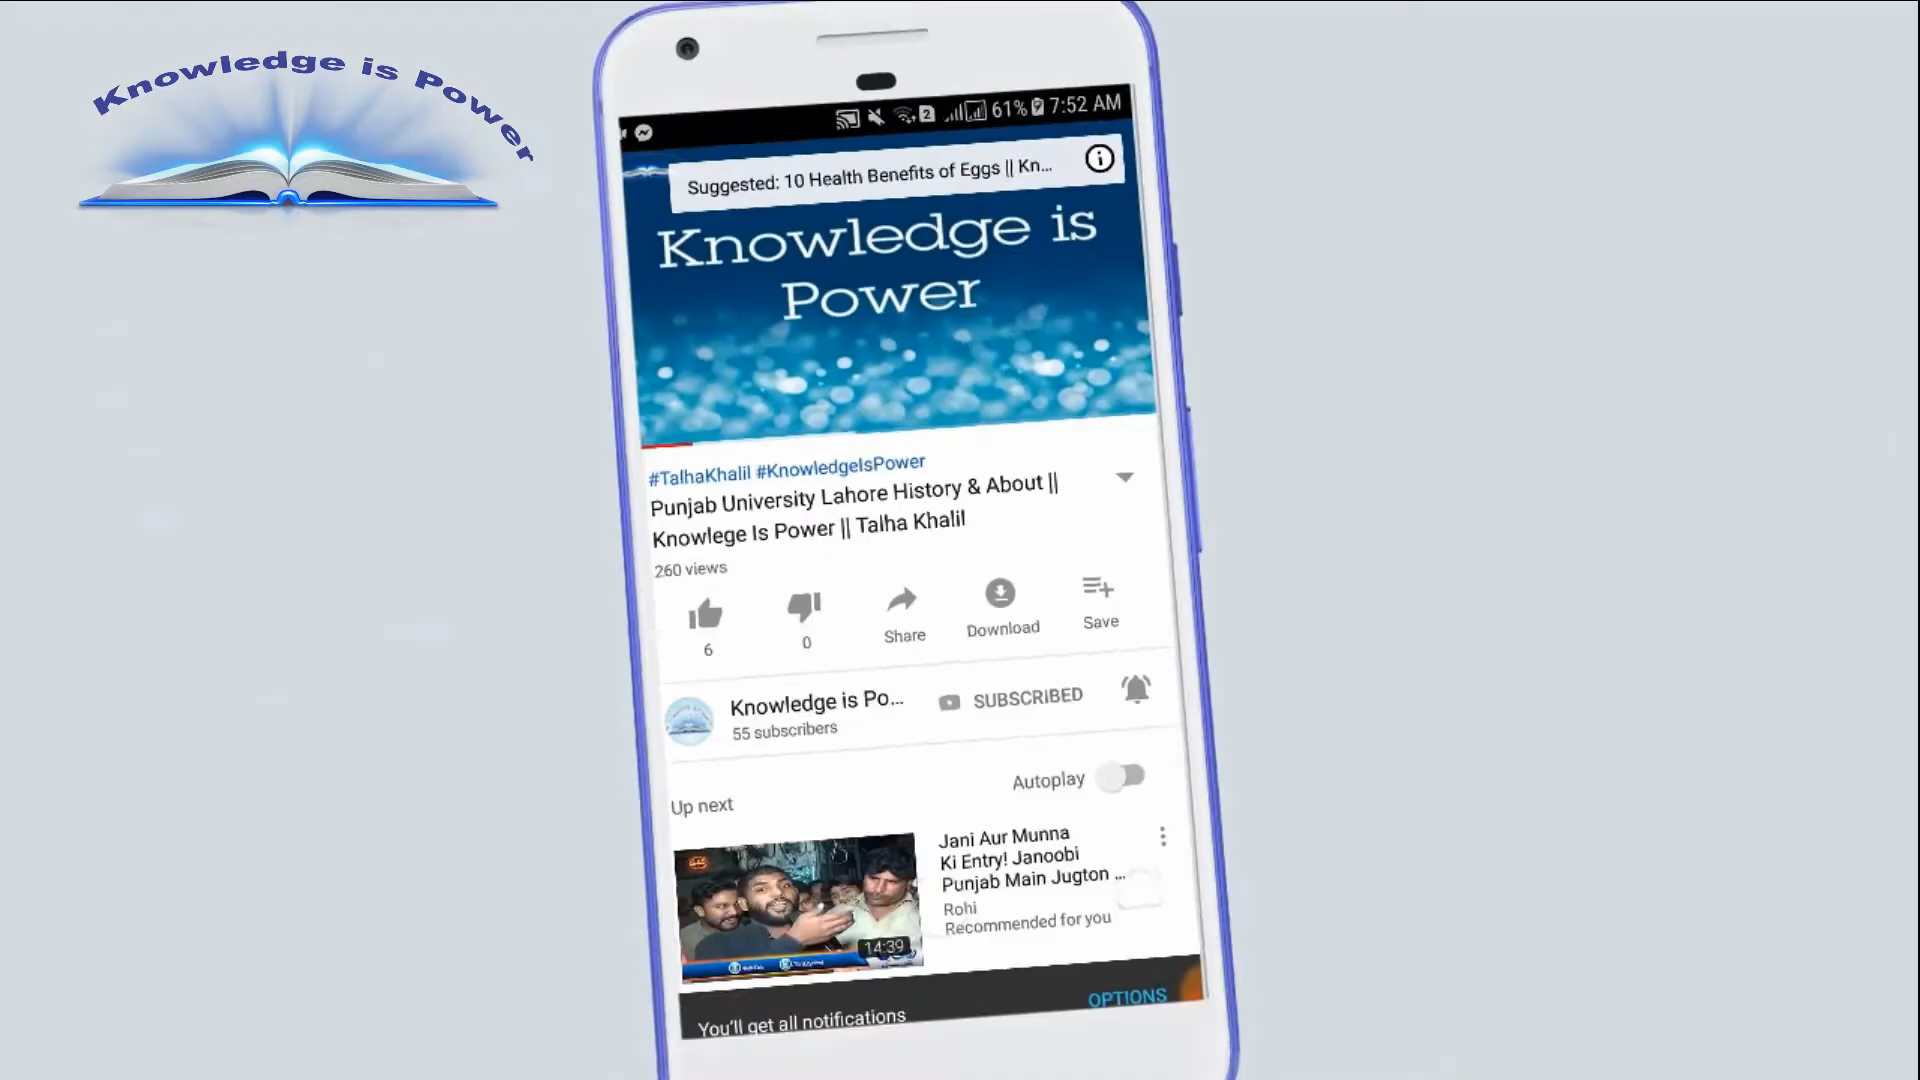 Knowledge is Power
61% 7:52 AM
Suggested: 10 Health Benefits of Eggs || Kn...
Knowledge is
Power
#TalhaKhalil #KnowledgeIsPower
Punjab University Lahore History & About ||
Knowlege Is Power || Talha Khalil
260 views
6
0
Share
Download
Save
Knowledge is Po...
SUBSCRIBED
55 subscribers
Autoplay
Up next
Jani Aur Munna
Ki Entry! Janoobi
Punjab Main Jugton ...
Rohi
Recommended for you
14:39
OPTIONS
You'll get all notifications